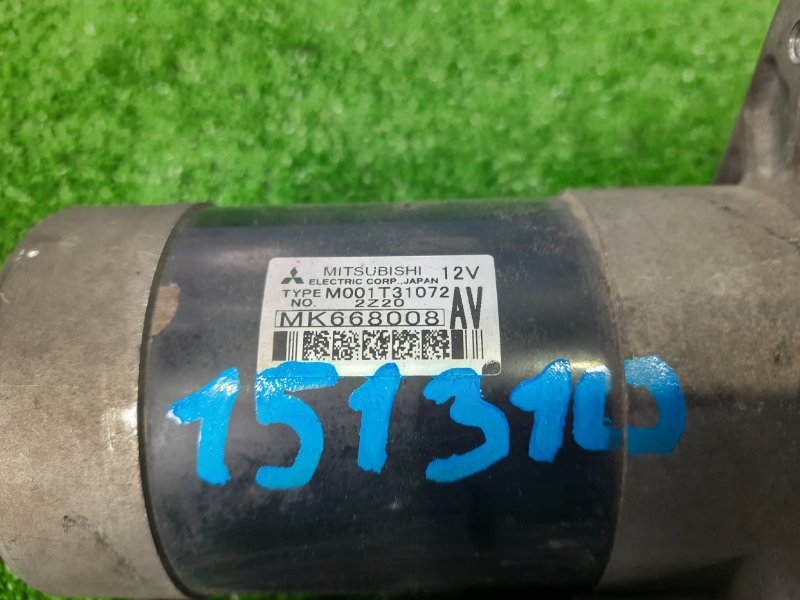 MITSUBISHI 12V
ELECTRIC CORP., JAPAN
TYPE M001T31072
NO. 2Z20
MK668008 AV
151310